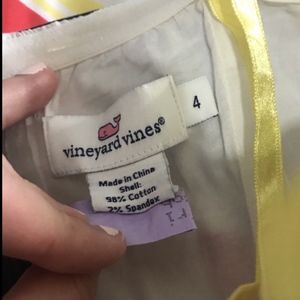 vineyard vines®
4
Made in China
Shell:
98% Cotton
2% Spandex